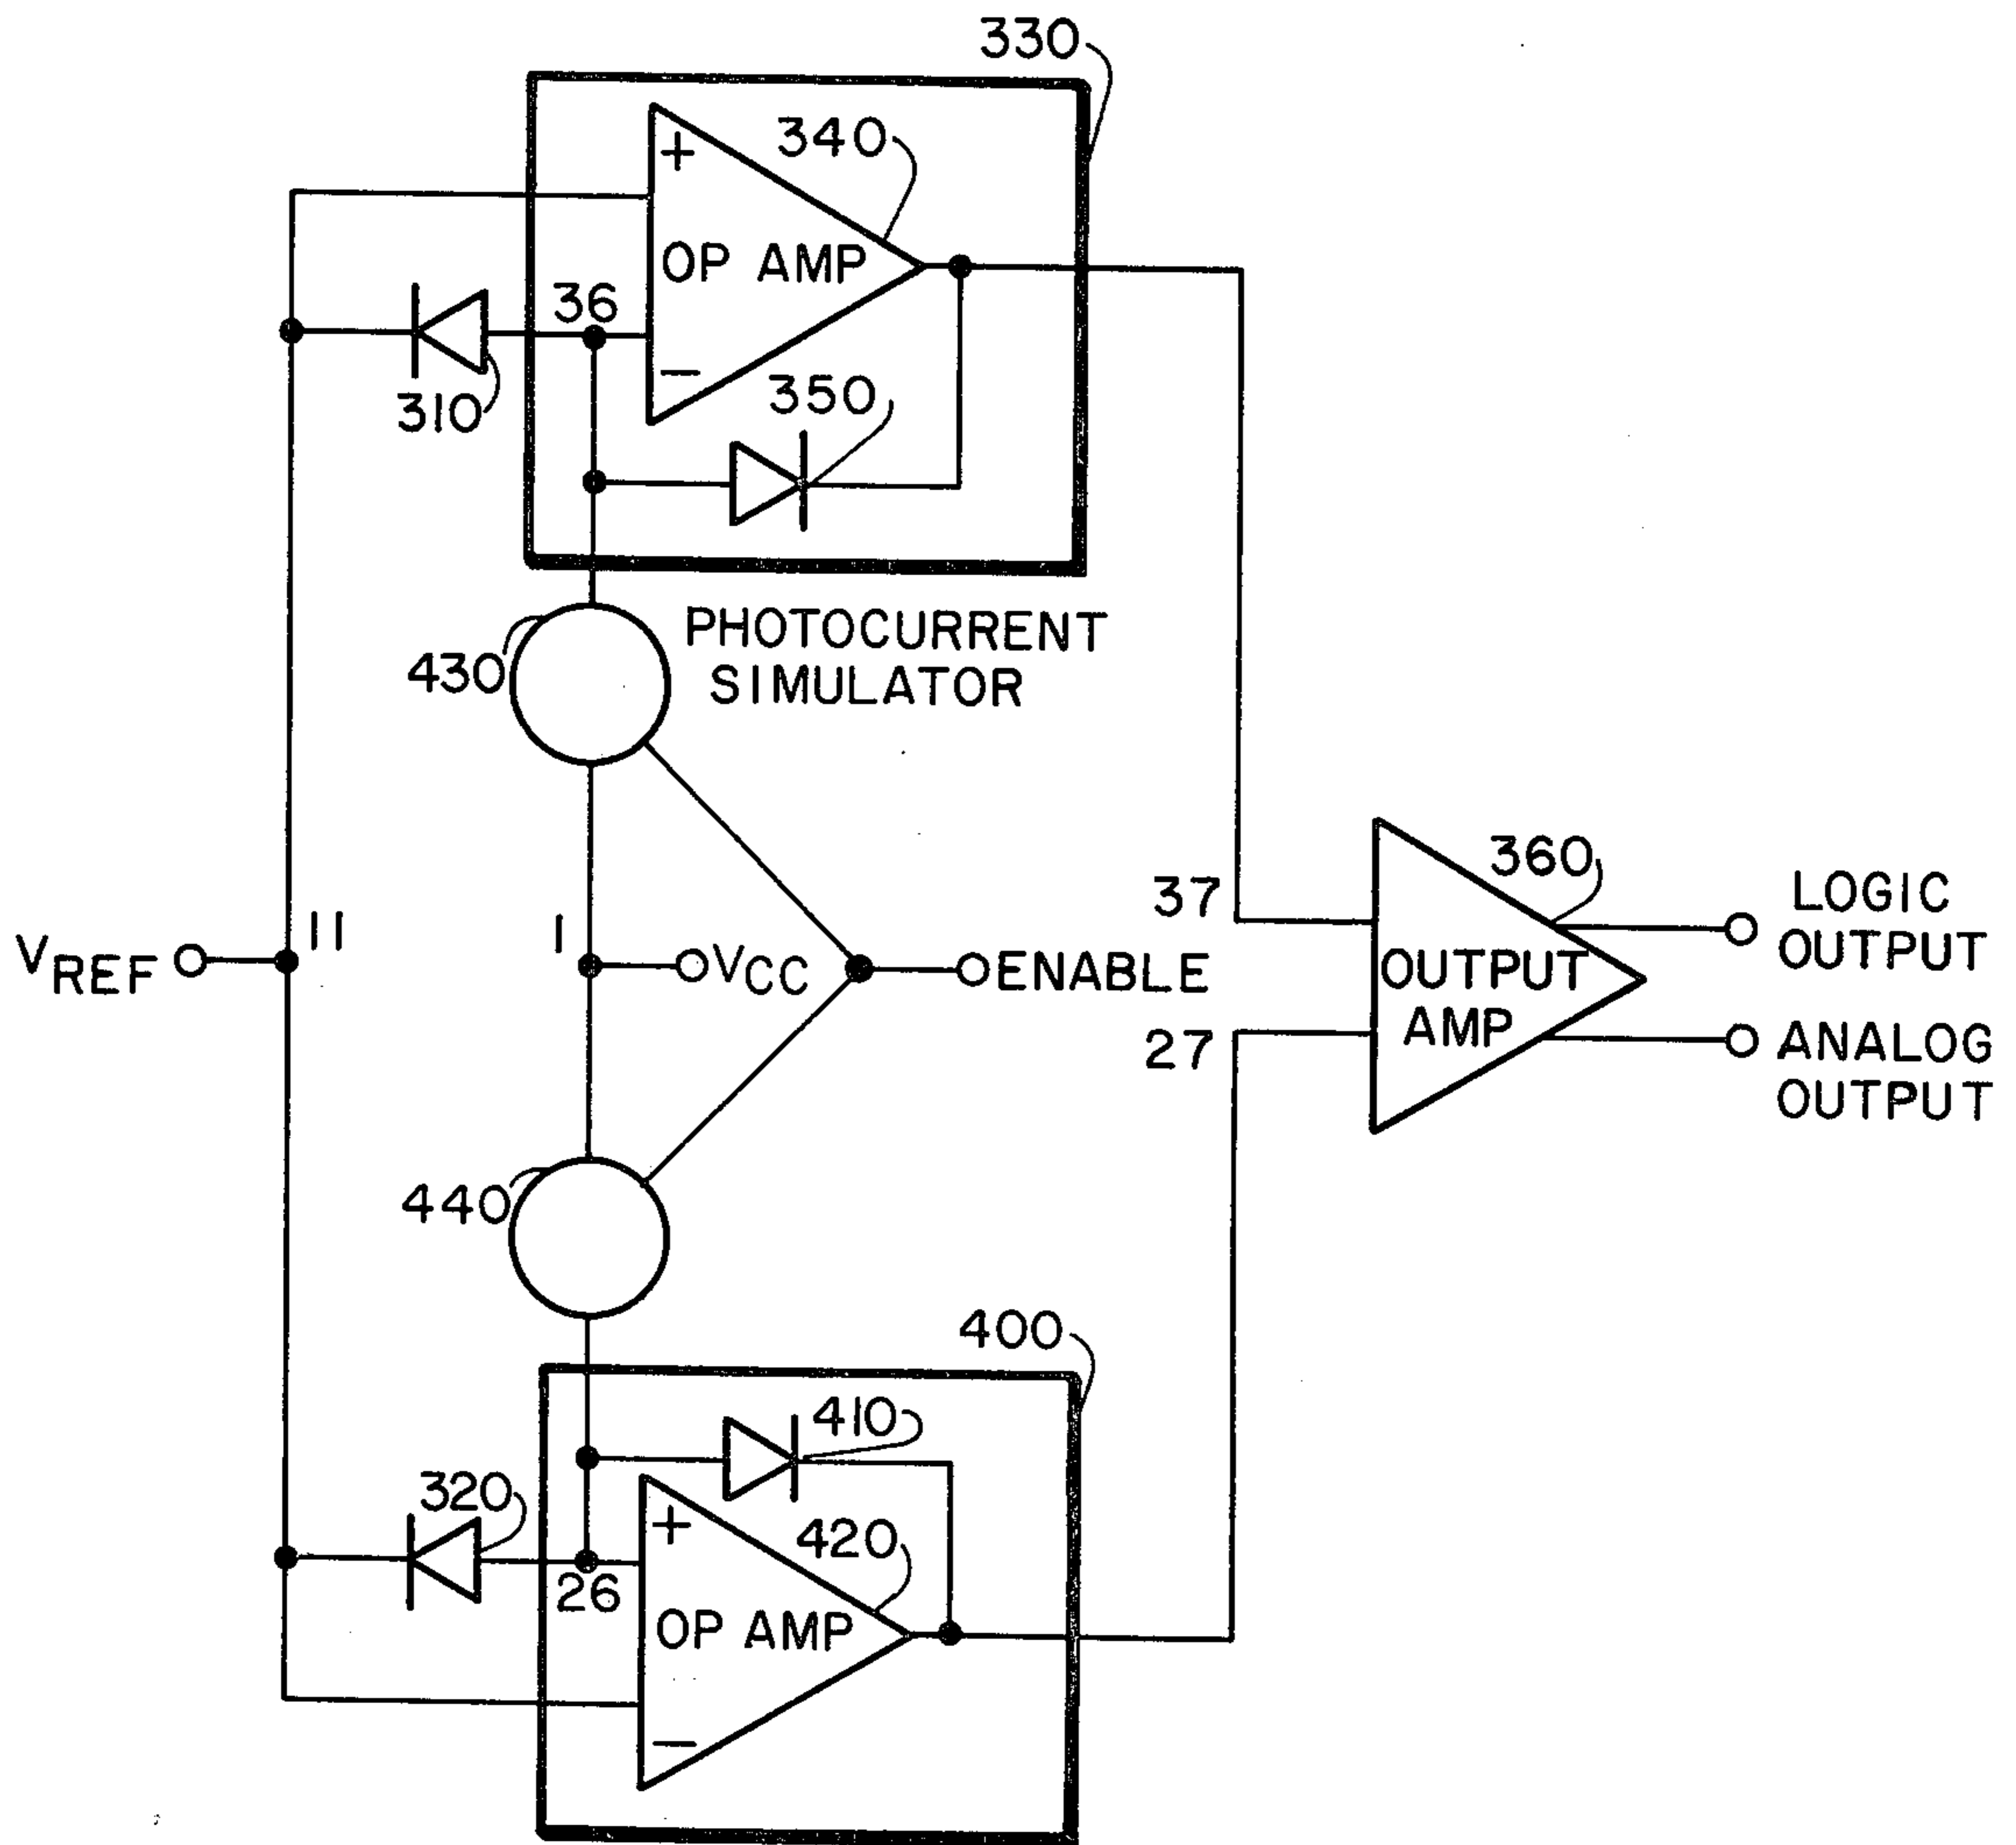 330
+
340
OP AMP
36
310
−
350
PHOTOCURRENT
SIMULATOR
430
37
360
LOGIC
OUTPUT
VREF
11
1
VCC
ENABLE
OUTPUT
AMP
27
ANALOG
OUTPUT
440
400
410
320
+
420
26
OP AMP
−